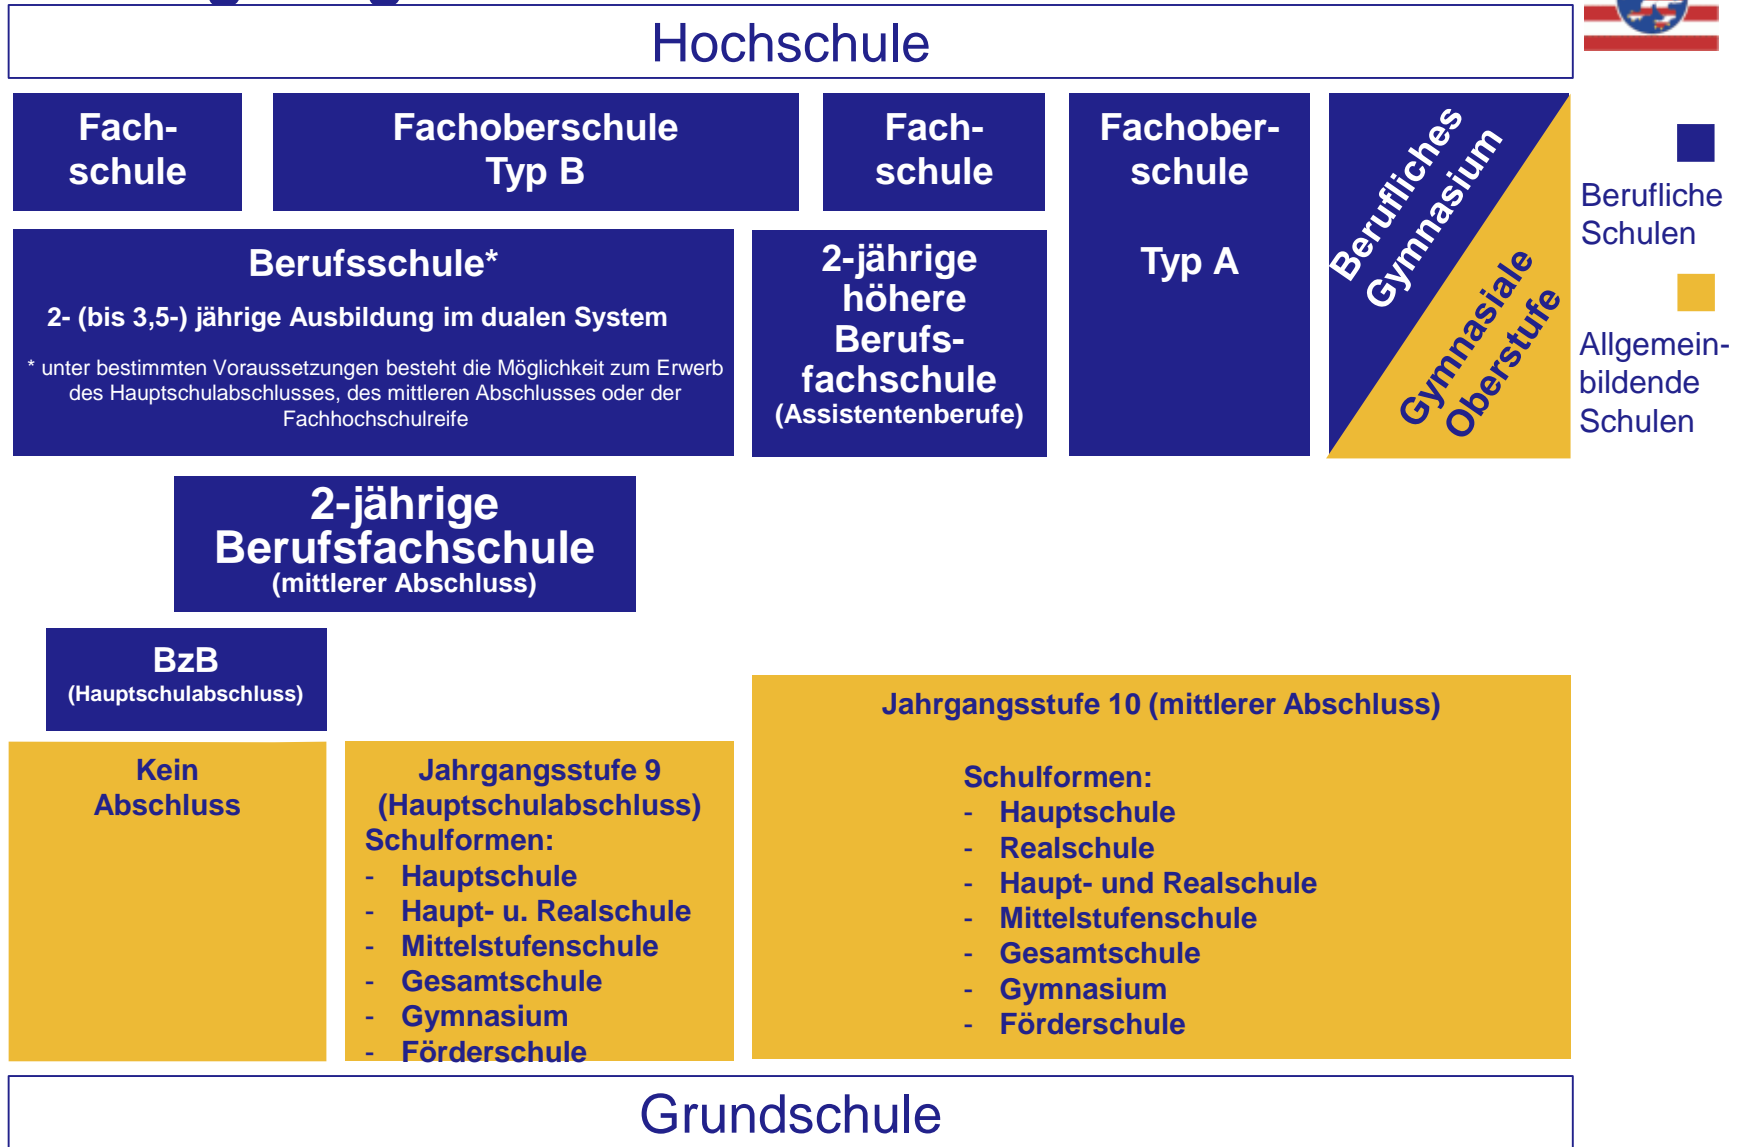 Hochschule
Fach-
schule
Fachoberschule
Typ B
Fach-
schule
Fachober-
schule
Typ A
Berufliches
Gymnasium
Gymnasiale
Oberstufe
Berufliche
Schulen
Allgemein-
bildende
Schulen
Berufsschule*
2- (bis 3,5-) jährige Ausbildung im dualen System
* unter bestimmten Voraussetzungen besteht die Möglichkeit zum Erwerb
des Hauptschulabschlusses, des mittleren Abschlusses oder der
Fachhochschulreife
2-jährige
höhere
Berufs-
fachschule
(Assistentenberufe)
2-jährige
Berufsfachschule
(mittlerer Abschluss)
BzB
(Hauptschulabschluss)
Kein
Abschluss
Jahrgangsstufe 9
(Hauptschulabschluss)
Schulformen:
- Hauptschule
- Haupt- u. Realschule
- Mittelstufenschule
- Gesamtschule
- Gymnasium
- Förderschule
Jahrgangsstufe 10 (mittlerer Abschluss)
Schulformen:
- Hauptschule
- Realschule
- Haupt- und Realschule
- Mittelstufenschule
- Gesamtschule
- Gymnasium
- Förderschule
Grundschule